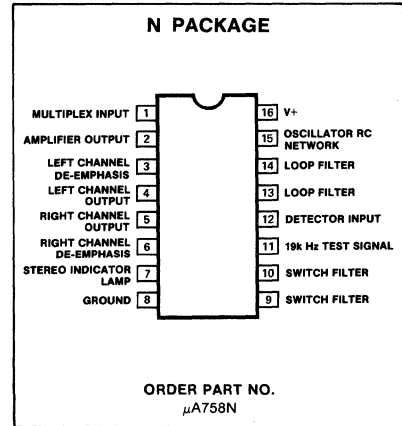 N PACKAGE
MULTIPLEX INPUT 1
AMPLIFIER OUTPUT 2
LEFT CHANNEL
DE-EMPHASIS 3
LEFT CHANNEL
OUTPUT 4
RIGHT CHANNEL
OUTPUT 5
RIGHT CHANNEL
DE-EMPHASIS 6
STEREO INDICATOR
LAMP 7
GROUND 8
16 V+
15 OSCILLATOR RC
NETWORK
14 LOOP FILTER
13 LOOP FILTER
12 DETECTOR INPUT
11 19k Hz TEST SIGNAL
10 SWITCH FILTER
9 SWITCH FILTER
ORDER PART NO.
µA758N